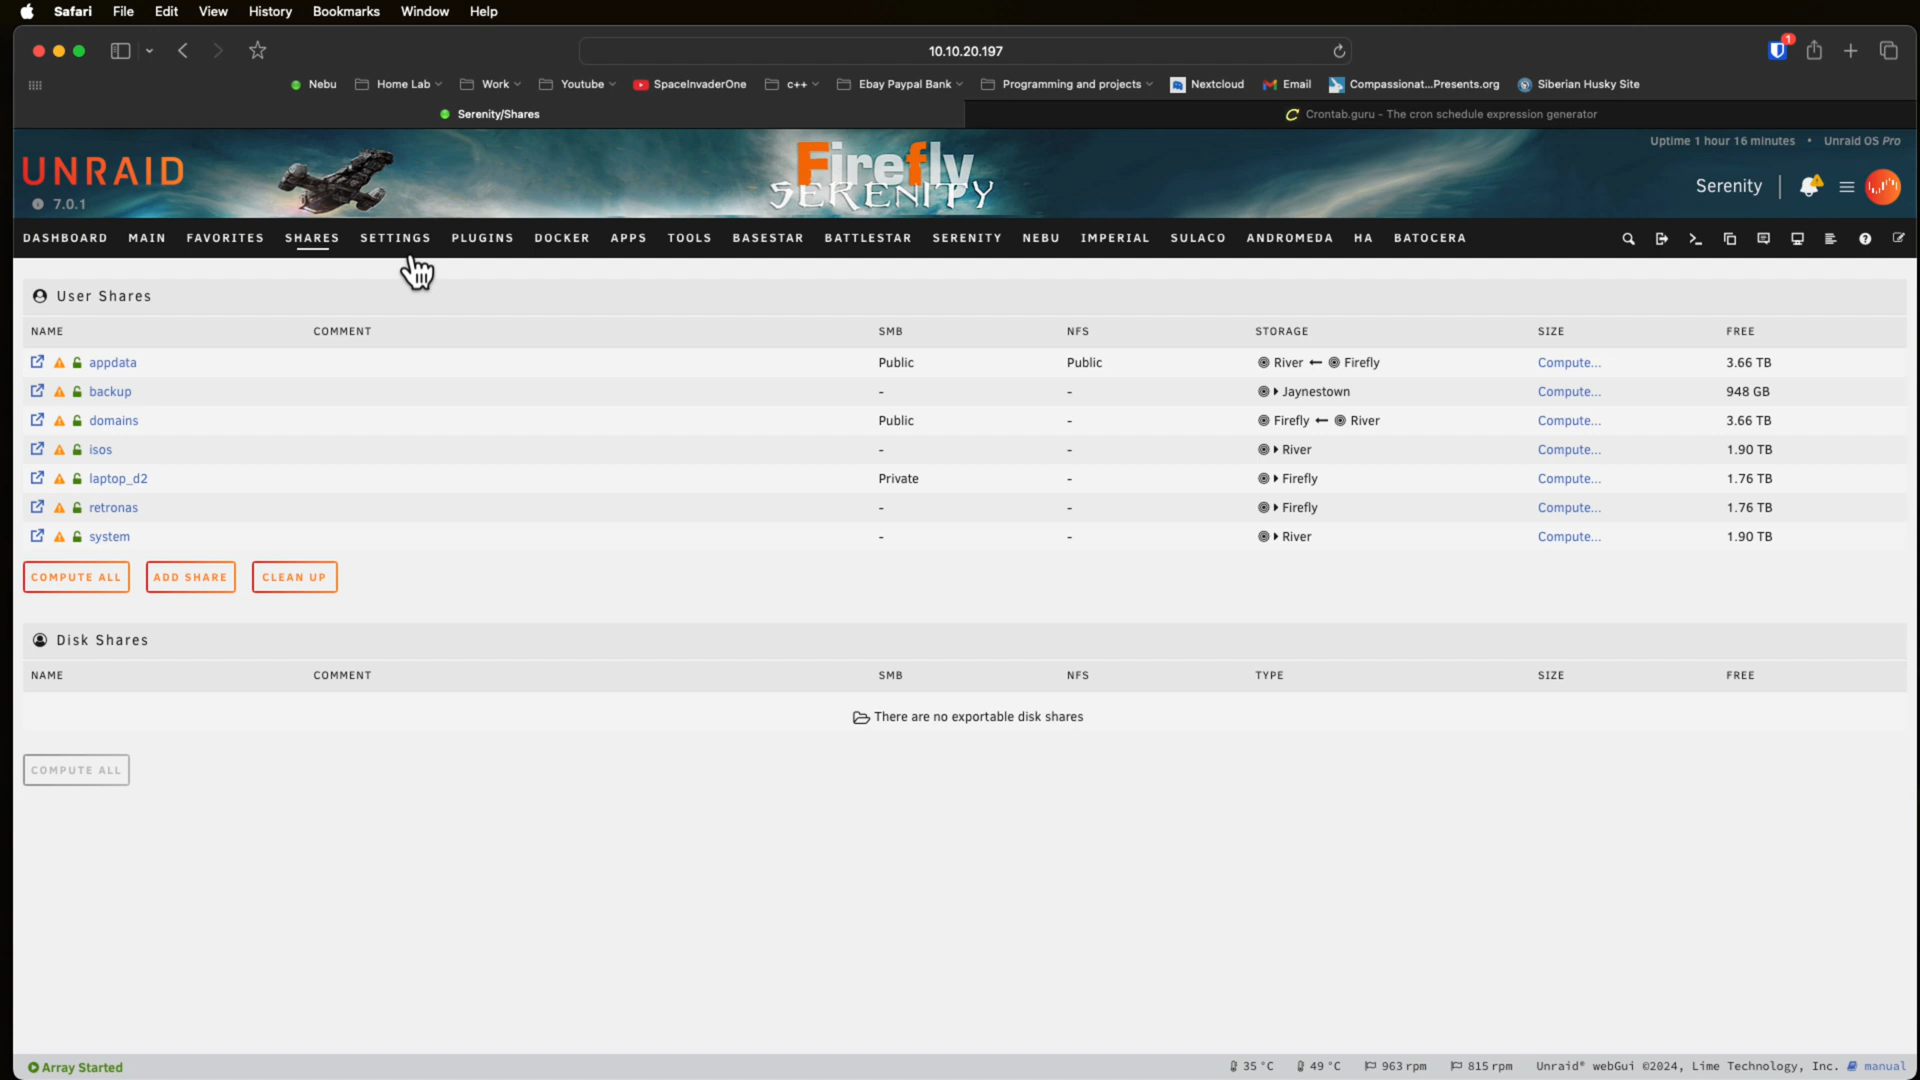 Safari File Edit View History Bookmarks Window Help
10.10.20.197
1
Nebu Home Lab Work Youtube SpaceInvaderOne c++ Ebay Paypal Bank Programming and projects Nextcloud Email Compassionat...Presents.org Siberian Husky Site
Serenity/Shares Crontab.guru - The cron schedule expression generator
Uptime 1 hour 16 minutes • Unraid OS Pro
UNRAID
7.0.1
Firefly
SERENITY
Serenity
DASHBOARD MAIN FAVORITES SHARES SETTINGS PLUGINS DOCKER APPS TOOLS BASESTAR BATTLESTAR SERENITY NEBU IMPERIAL SULACO ANDROMEDA HA BATOCERA
User Shares
NAME COMMENT SMB NFS STORAGE SIZE FREE
appdata Public Public River Firefly Compute... 3.66 TB
backup - - Jaynestown Compute... 948 GB
domains Public - Firefly River Compute... 3.66 TB
isos - - River Compute... 1.90 TB
laptop_d2 Private - Firefly Compute... 1.76 TB
retronas - - Firefly Compute... 1.76 TB
system - - River Compute... 1.90 TB
COMPUTE ALL ADD SHARE CLEAN UP
Disk Shares
NAME COMMENT SMB NFS TYPE SIZE FREE
There are no exportable disk shares
COMPUTE ALL
Array Started 35 °C 49 °C 963 rpm 815 rpm Unraid® webGui ©2024, Lime Technology, Inc. manual